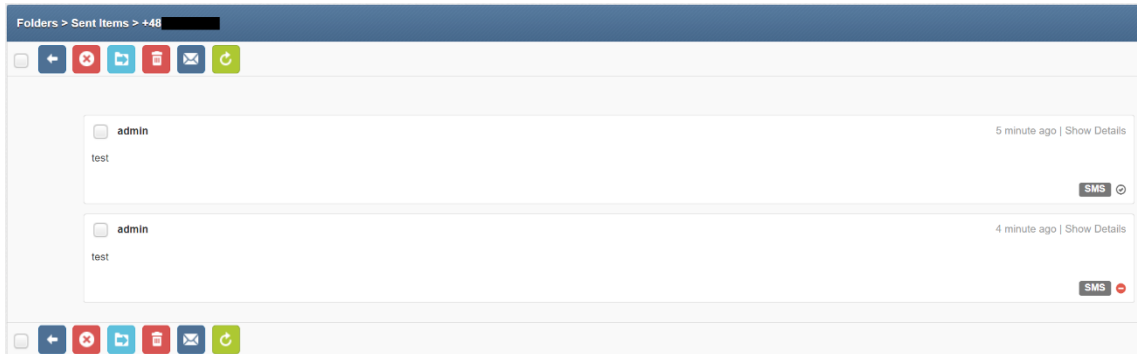 Folders > Sent Items > +48
admin
5 minute ago | Show Details
test
SMS
admin
4 minute ago | Show Details
test
SMS